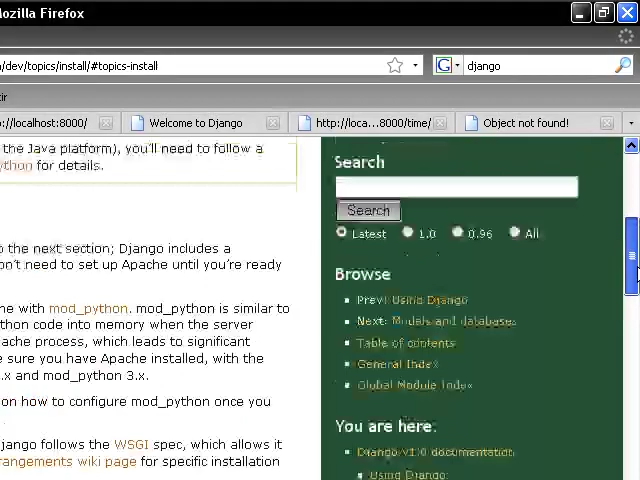 Mozilla Firefox
/dev/topics/install/#topics-install
django
tir
://localhost:8000/
Welcome to Django
http://loca...8000/time/
Object not found!
the Java platform), you'll need to follow a
ython for details.
Search
Search
Latest
1.0
0.96
All
o the next section; Django includes a
on't need to set up Apache until you're ready
ne with mod_python. mod_python is similar to
thon code into memory when the server
ache process, which leads to significant
e sure you have Apache installed, with the
.x and mod_python 3.x.
on how to configure mod_python once you
jango follows the WSGI spec, which allows it
rangements wiki page for specific installation
Browse
Prev: Using Django
Next: Models and databases
Table of contents
General Index
Global Module Index
You are here:
Django v1.0 documentation
Using Django